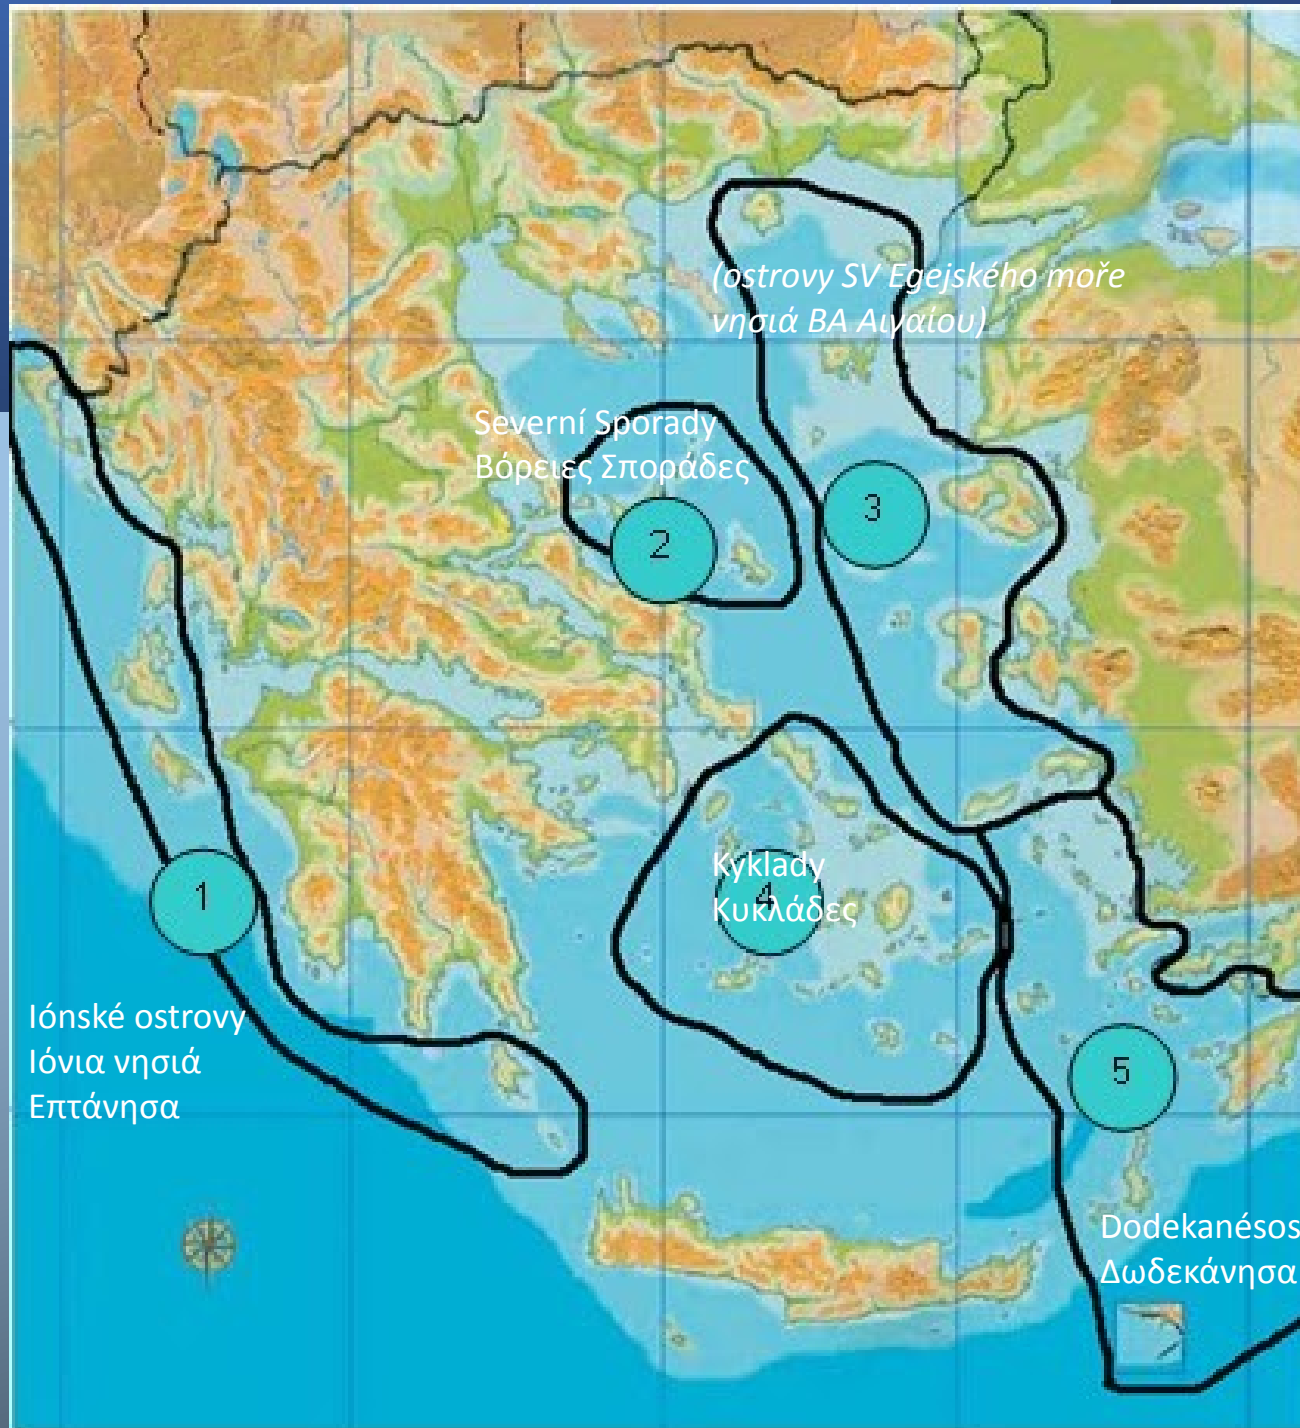 (ostrovy SV Egejského moře
νησιά ΒΑ Αιγαίου)
Severní Sporady
Βόρειες Σποράδες
3
2
Kyklady
4
Κυκλάδες
1
Iónské ostrovy
Ιόνια νησιά
Επτάνησα
5
Dodekanésos
Δωδεκάνησα